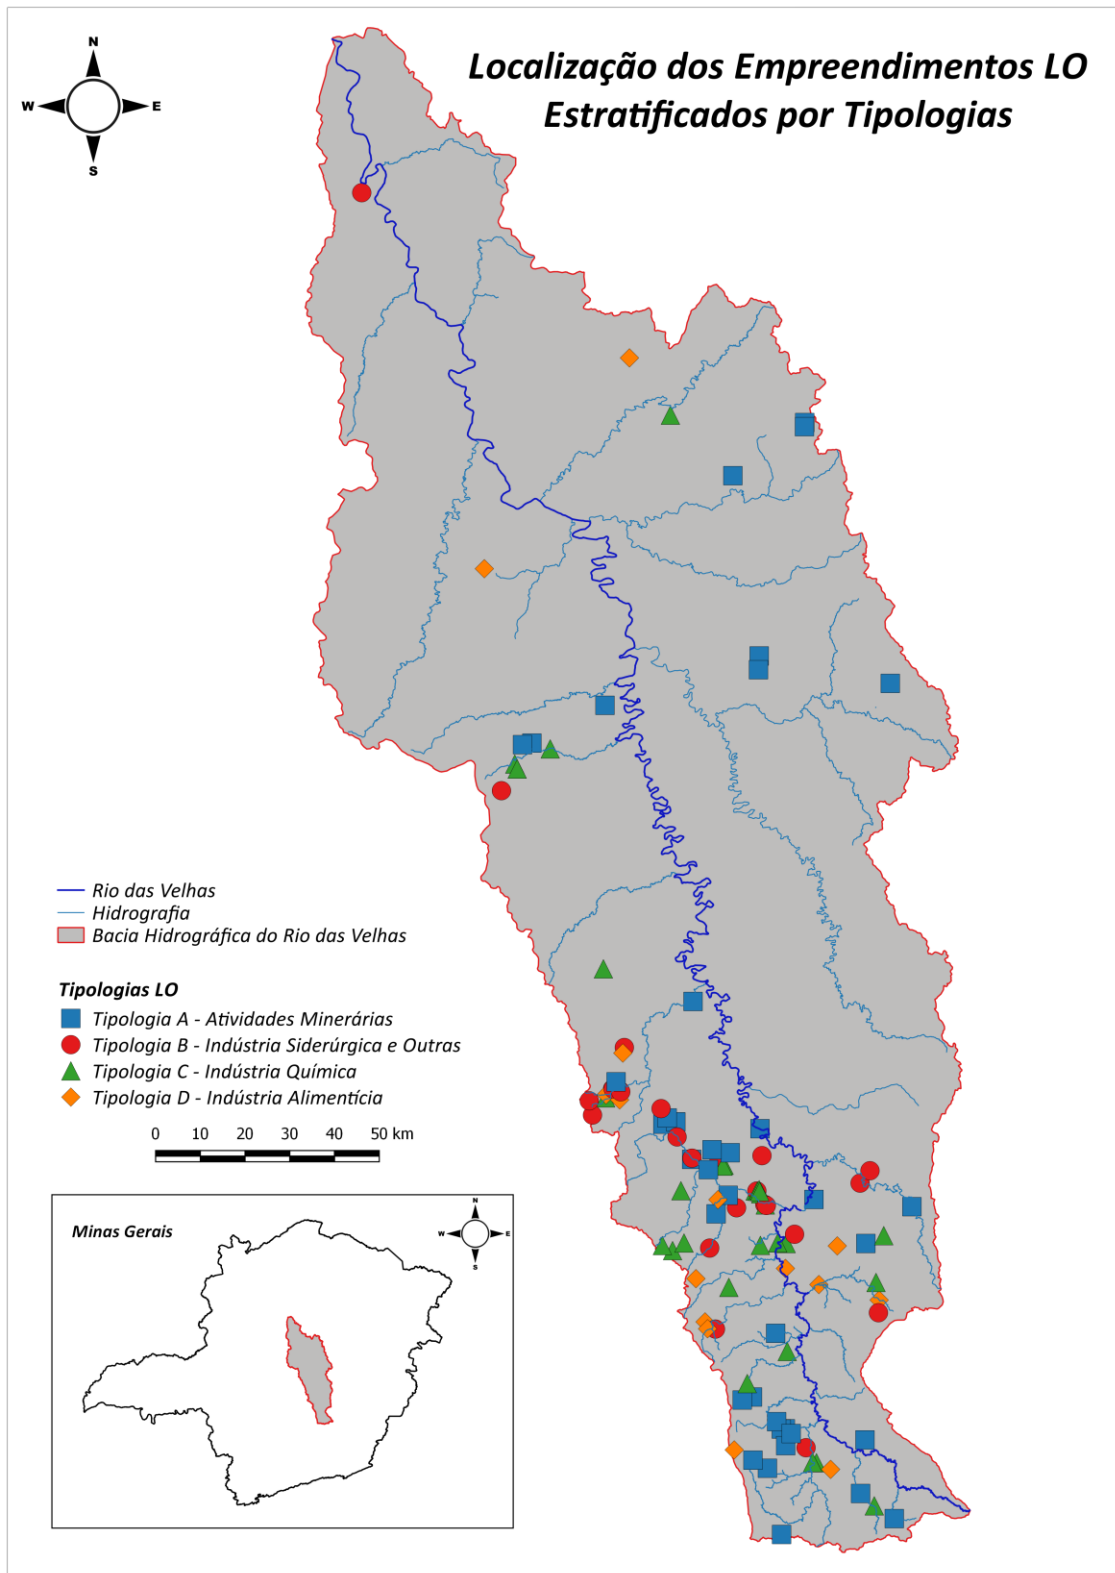 Localização dos Empreendimentos LO
Estratificados por Tipologias
N
W E
S
Rio das Velhas
Hidrografia
Bacia Hidrográfica do Rio das Velhas
Tipologias LO
Tipologia A - Atividades Minerárias
Tipologia B - Indústria Siderúrgica e Outras
Tipologia C - Indústria Química
Tipologia D - Indústria Alimentícia
0 10 20 30 40 50 km
Minas Gerais
N
W E
S